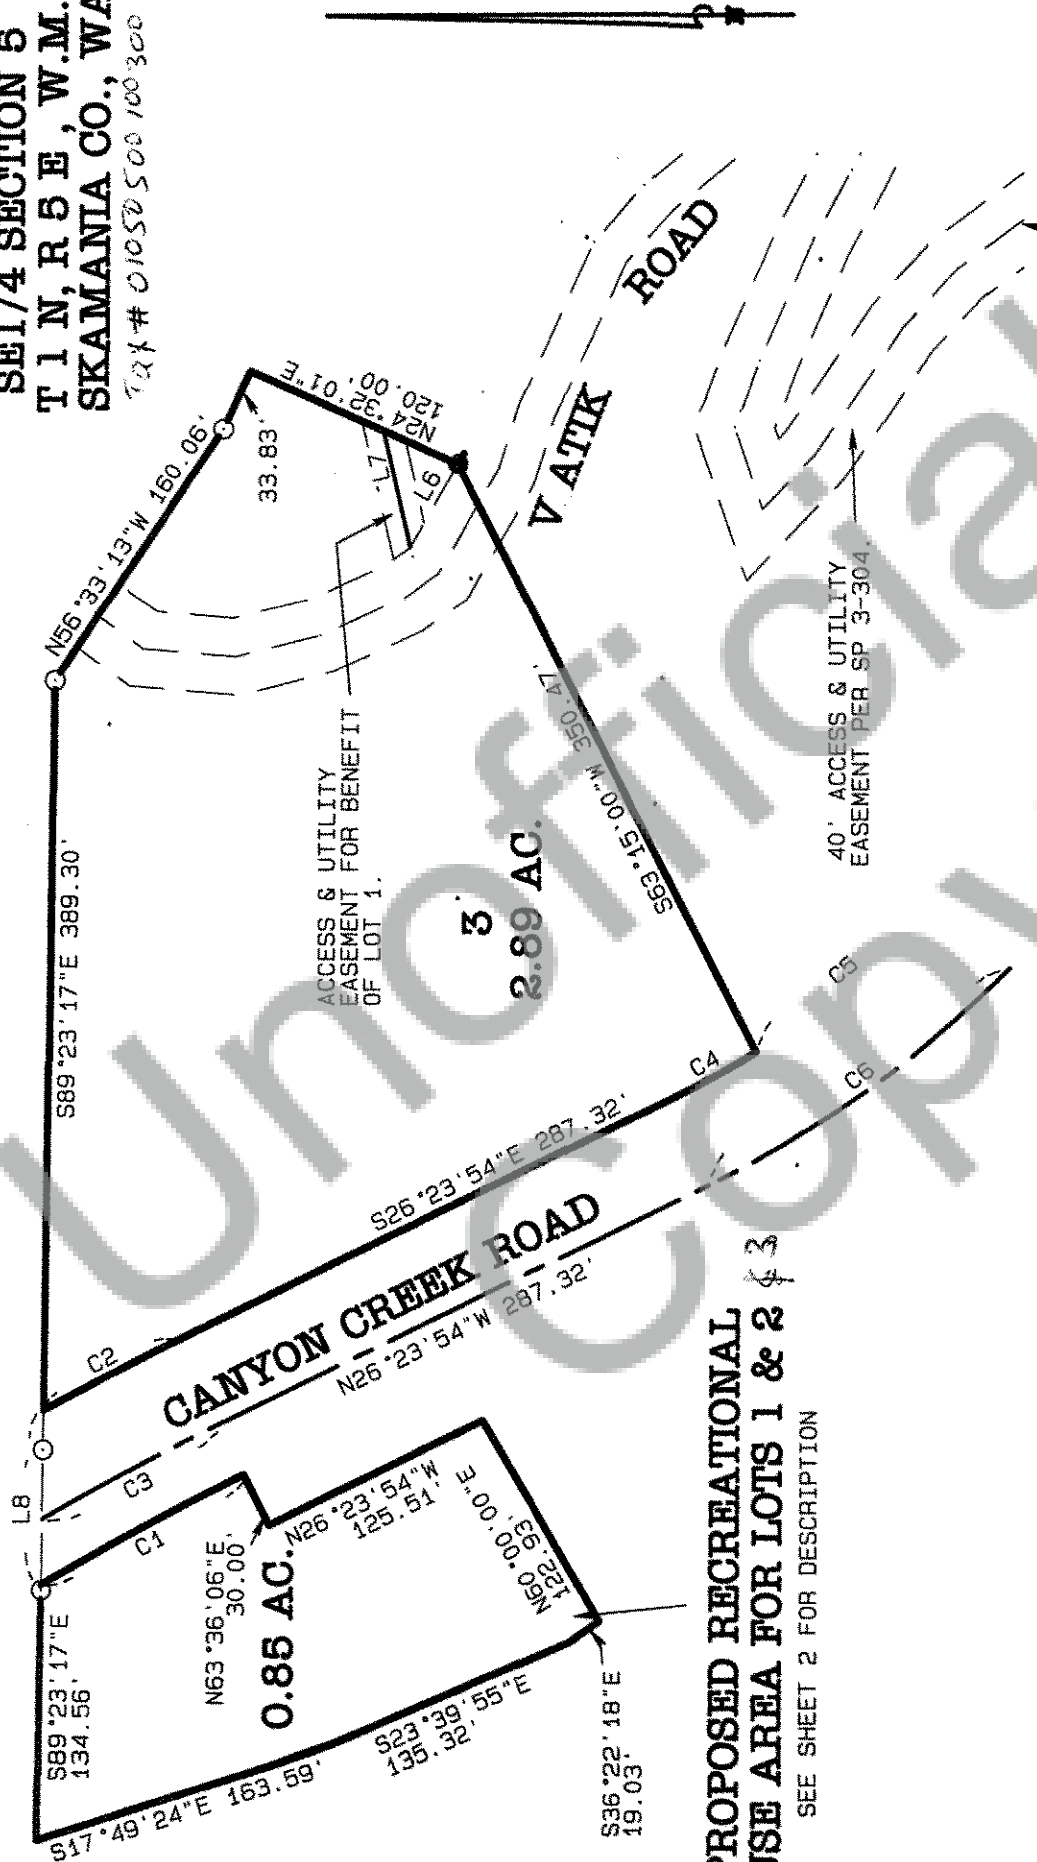 SE1/4 SECTION 5
T 1 N, R 5 E , W.M.
SKAMANIA CO., WA
Tax # 01050500100300
N
N56°33'13"W 160.06'
33.83'
N24°32'01"E
120.00'
L7
L6
ROAD
S89°23'17"E 389.30'
ACCESS & UTILITY
EASEMENT FOR BENEFIT
OF LOT 1.
3
2.89 AC.
S63°15'00"W 350.47'
40' ACCESS & UTILITY
EASEMENT PER SP 3-304.
S26°23'54"E 287.32'
C4
C5
C6
C2
CANYON CREEK ROAD
N26°23'54"W 287.32'
L8
C3
C1
N63°36'06"E
30.00'
N26°23'54"W
125.51'
N60°00'00"E
122.93'
0.85 AC.
S89°23'17"E
134.56'
S17°49'24"E 163.59'
S23°39'55"E
135.32'
S36°22'18"E
19.03'
PROPOSED RECREATIONAL
USE AREA FOR LOTS 1 & 2 & 3
SEE SHEET 2 FOR DESCRIPTION
Unofficial
Copy